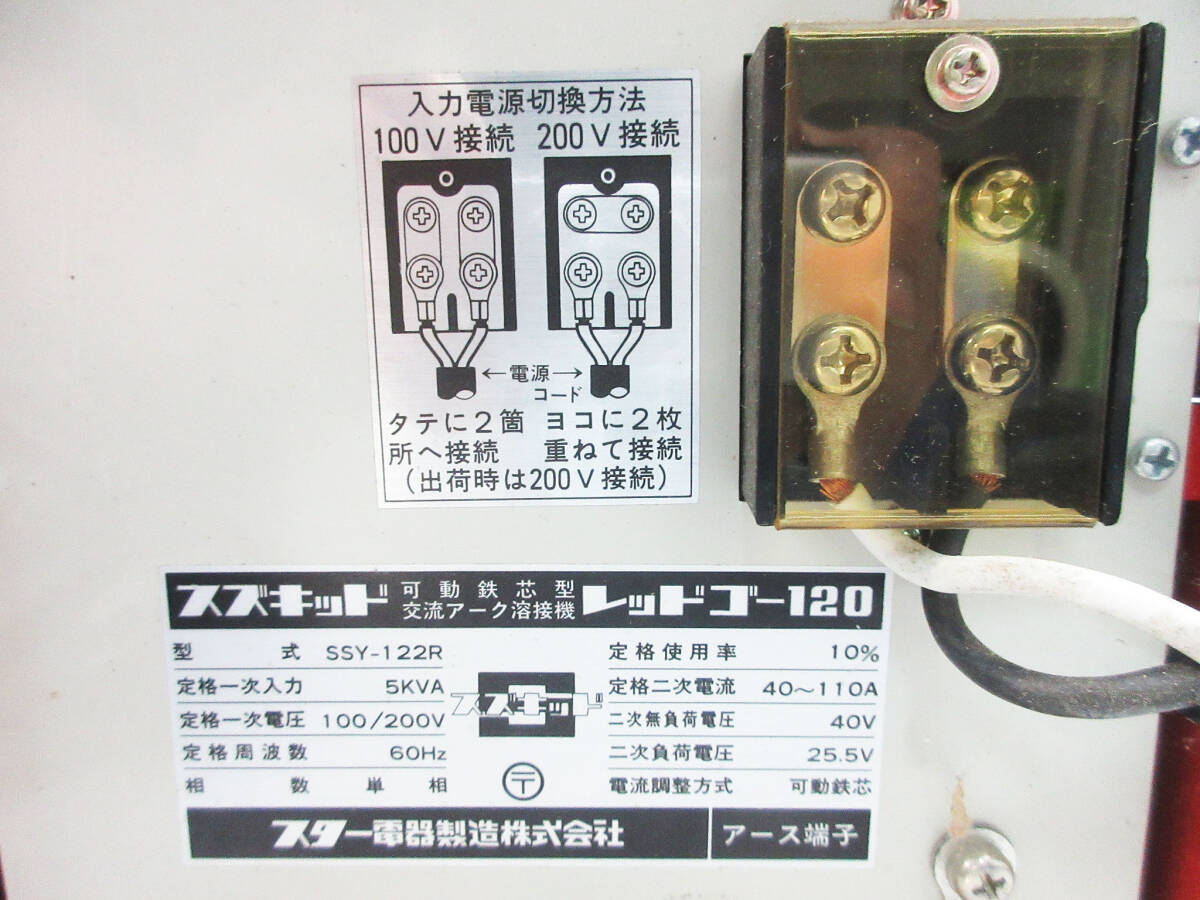 入力電源切換方法
100V接続 200V接続
←電源→
コード
タテに2箇所へ接続
ヨコに2枚重ねて接続
(出荷時は200V接続)
スズキッド 可動鉄芯型交流アーク溶接機 レッドゴー120
型式 SSY-122R
定格一次入力 5KVA
定格一次電圧 100/200V
定格周波数 60Hz
相数 単相
スズキッド
〒
定格使用率 10%
定格二次電流 40～110A
二次無負荷電圧 40V
二次負荷電圧 25.5V
電流調整方式 可動鉄芯
スター電器製造株式会社
アース端子